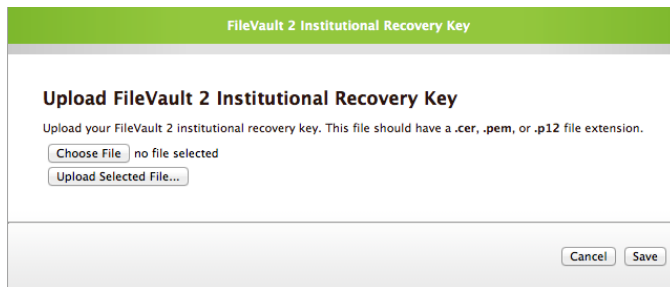 FileVault 2 Institutional Recovery Key
Upload FileVault 2 Institutional Recovery Key
Upload your FileVault 2 institutional recovery key. This file should have a .cer, .pem, or .p12 file extension.
Choose File no file selected
Upload Selected File...
Cancel Save